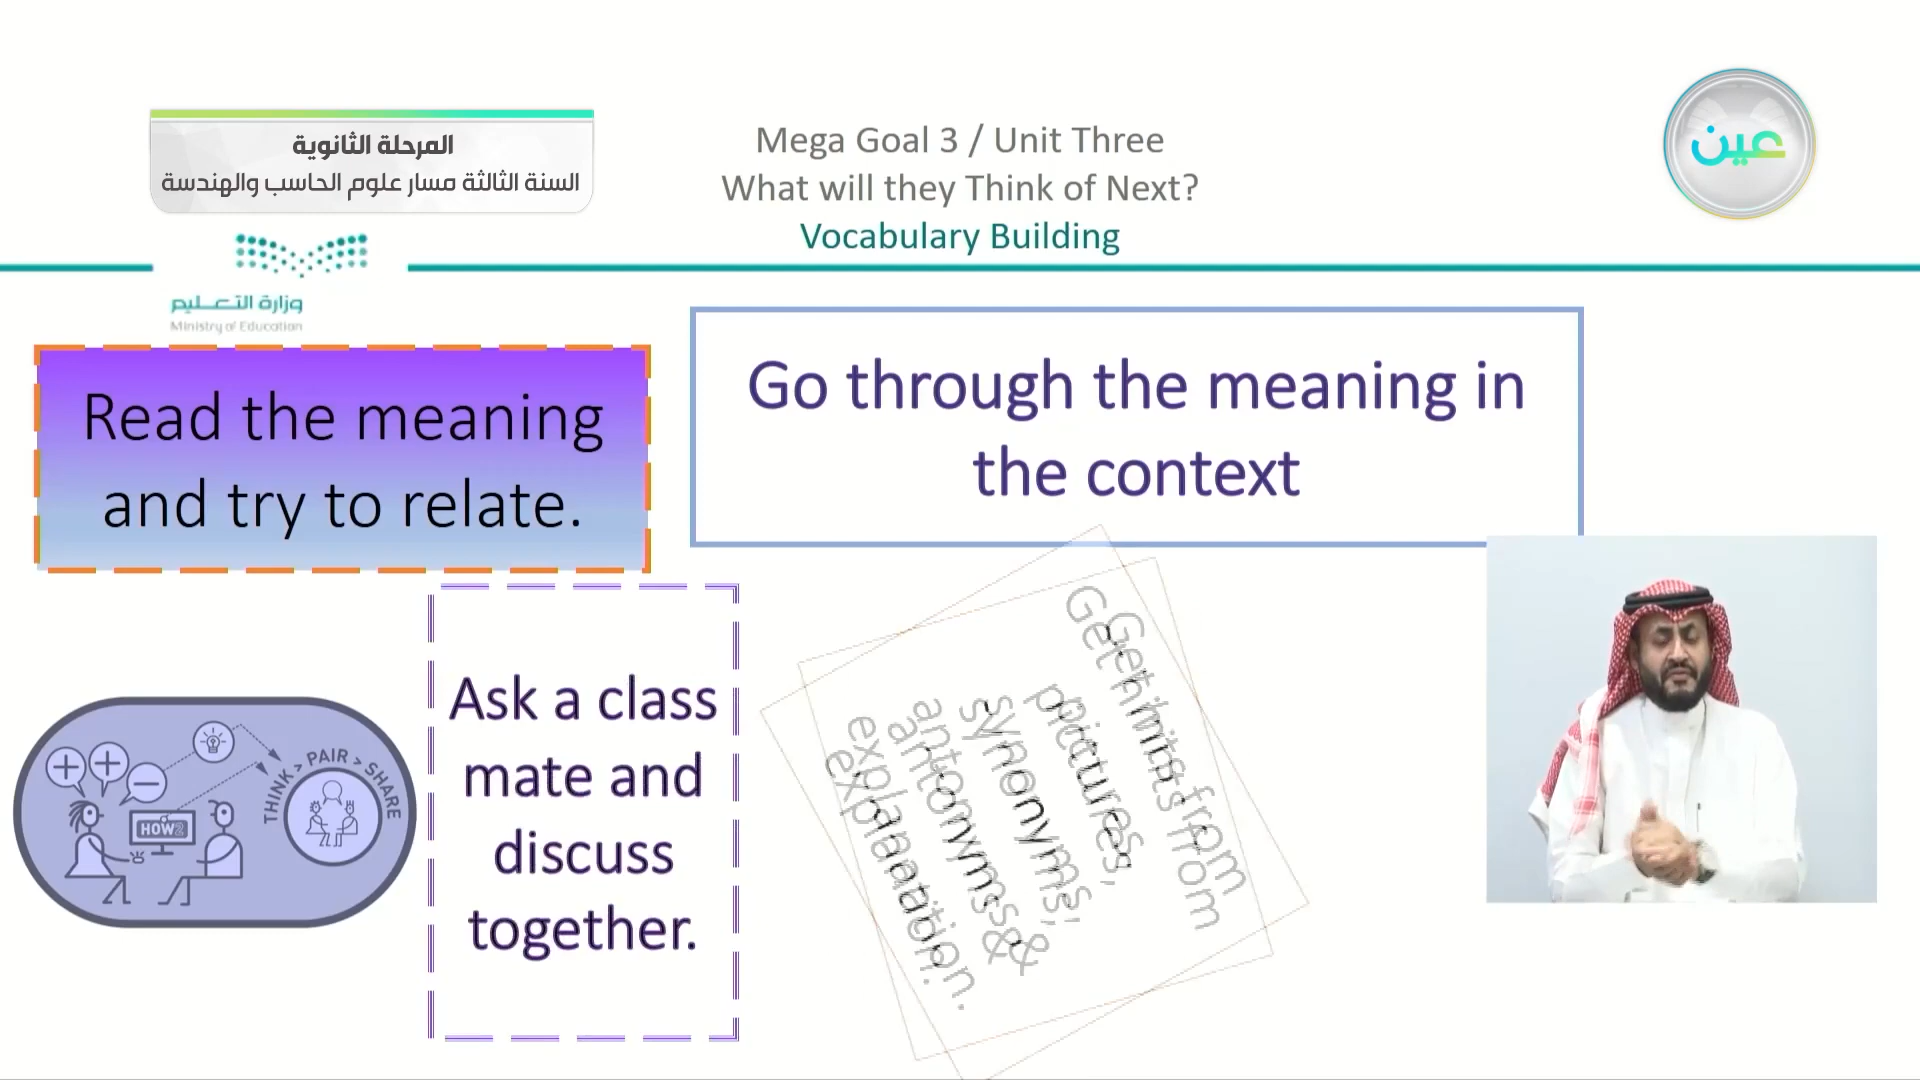 المرحلة الثانوية
السنة الثالثة مسار علوم الحاسب والهندسة
Mega Goal 3 / Unit Three
What will they Think of Next?
Vocabulary Building
عين
وزارة التعليم
Ministry of Education
Read the meaning
and try to relate.
Go through the meaning in
the context
Ask a class
mate and
discuss
together.
THINK > PAIR > SHARE
Get hints from
pictures,
synonyms,
antonyms &
explanation.